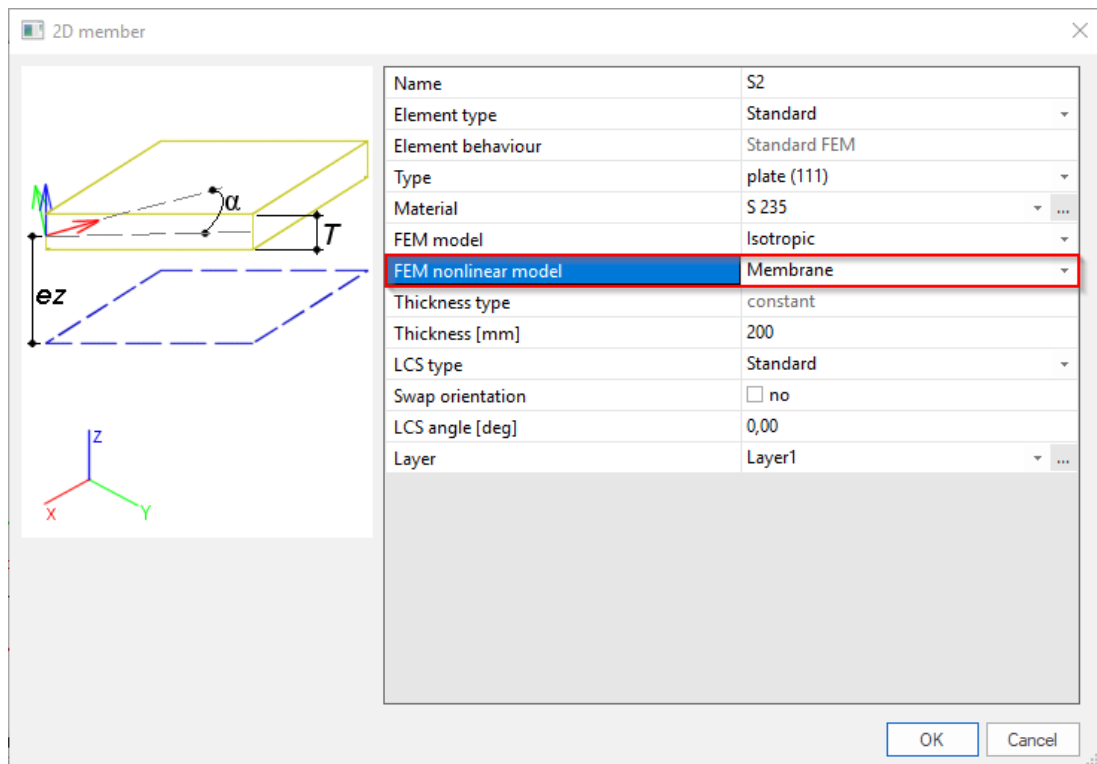 2D member
α
T
ez
Z
X
Y
Name S2
Element type Standard
Element behaviour Standard FEM
Type plate (111)
Material S 235 ...
FEM model Isotropic
FEM nonlinear model Membrane
Thickness type constant
Thickness [mm] 200
LCS type Standard
Swap orientation no
LCS angle [deg] 0,00
Layer Layer1 ...
OK Cancel